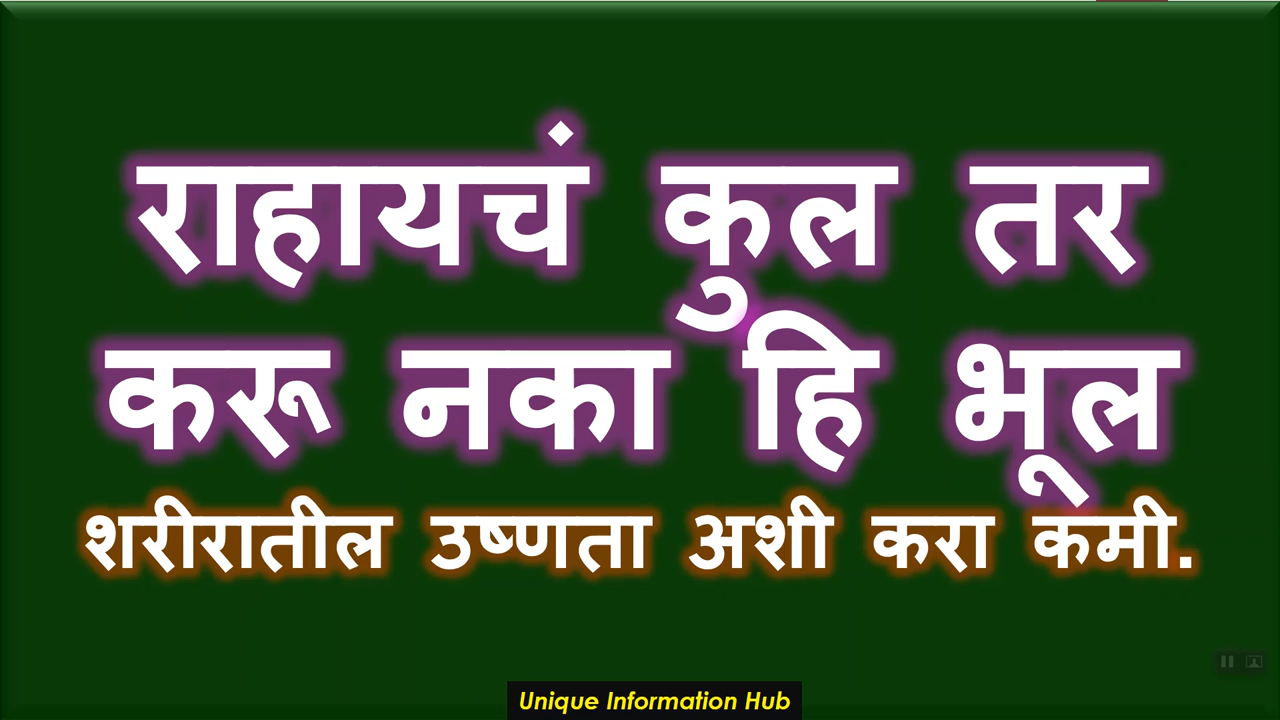 राहायचं कुल तर
करू नका हि भूल
शरीरातील उष्णता अशी करा कमी.
Unique Information Hub